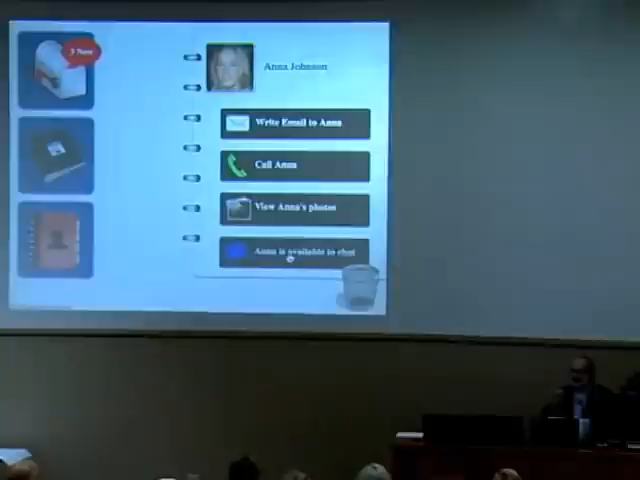 3 New
Anna Johnson
Write Email to Anna
Call Anna
View Anna's photos
Anna is available to chat